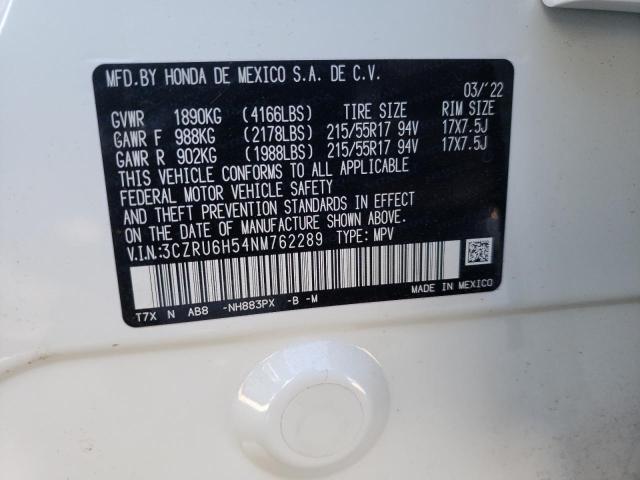 MFD.BY HONDA DE MEXICO S.A. DE C.V.
03/'22
GVWR 1890KG (4166LBS) TIRE SIZE RIM SIZE
GAWR F 988KG (2178LBS) 215/55R17 94V 17X7.5J
GAWR R 902KG (1988LBS) 215/55R17 94V 17X7.5J
THIS VEHICLE CONFORMS TO ALL APPLICABLE
FEDERAL MOTOR VEHICLE SAFETY
AND THEFT PREVENTION STANDARDS IN EFFECT
ON THE DATE OF MANUFACTURE SHOWN ABOVE.
V.I.N:3CZRU6H54NM762289 TYPE: MPV
MADE IN MEXICO
T7X N AB8 -NH883PX -B -M